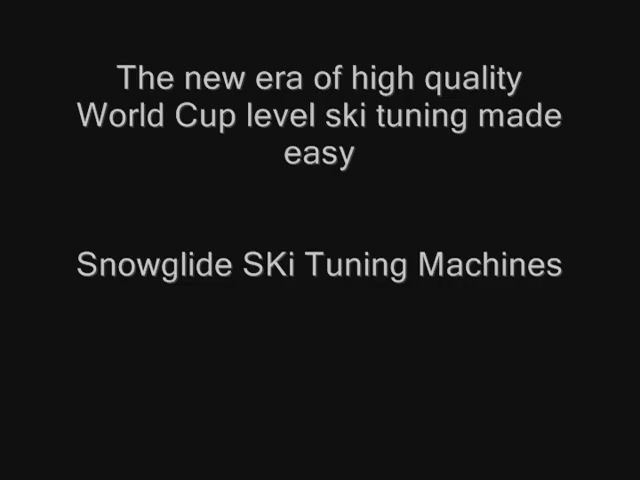 The new era of high quality
World Cup level ski tuning made
easy
Snowglide SKi Tuning Machines